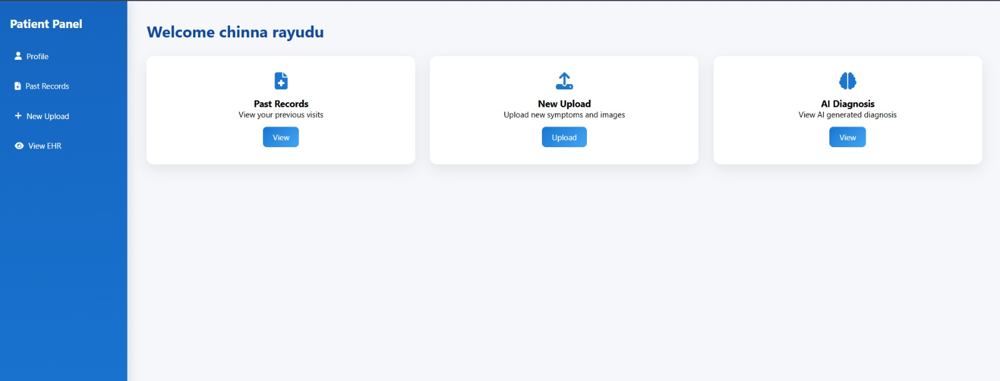 Patient Panel
Profile
Past Records
New Upload
View EHR
Welcome chinna rayudu
Past Records
View your previous visits
View
New Upload
Upload new symptoms and images
Upload
AI Diagnosis
View AI generated diagnosis
View